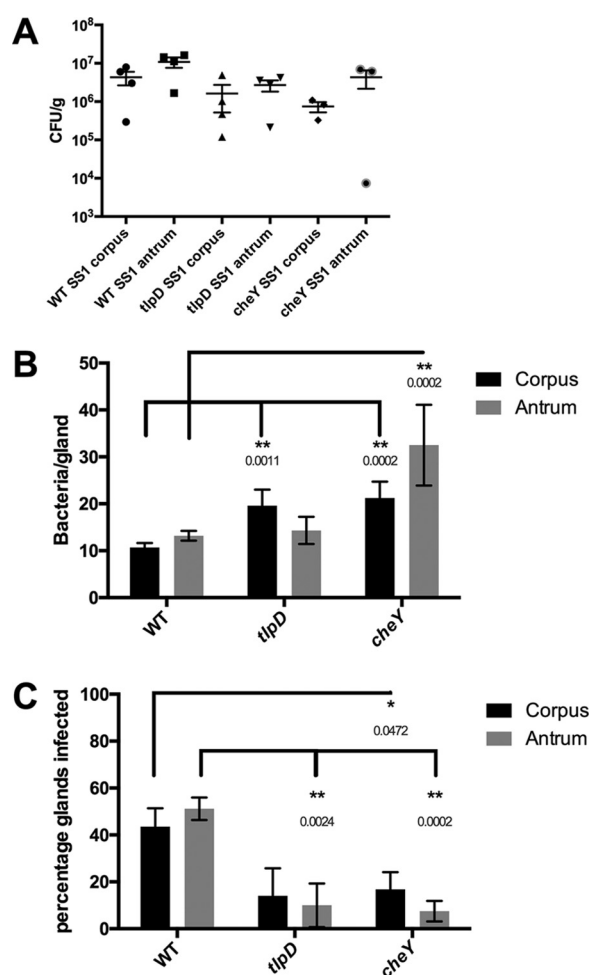 A
10⁸
10⁷
10⁶
10⁵
10⁴
10³
CFU/g
WT SS1 corpus
WT SS1 antrum
tlpD SS1 corpus
tlpD SS1 antrum
cheY SS1 corpus
cheY SS1 antrum
B
50
40
30
20
10
0
Bacteria/gland
**
0.0011
**
0.0002
**
0.0002
Corpus
Antrum
WT
tlpD
cheY
C
100
80
60
40
20
0
percentage glands infected
*
0.0472
**
0.0024
**
0.0002
Corpus
Antrum
WT
tlpD
cheY